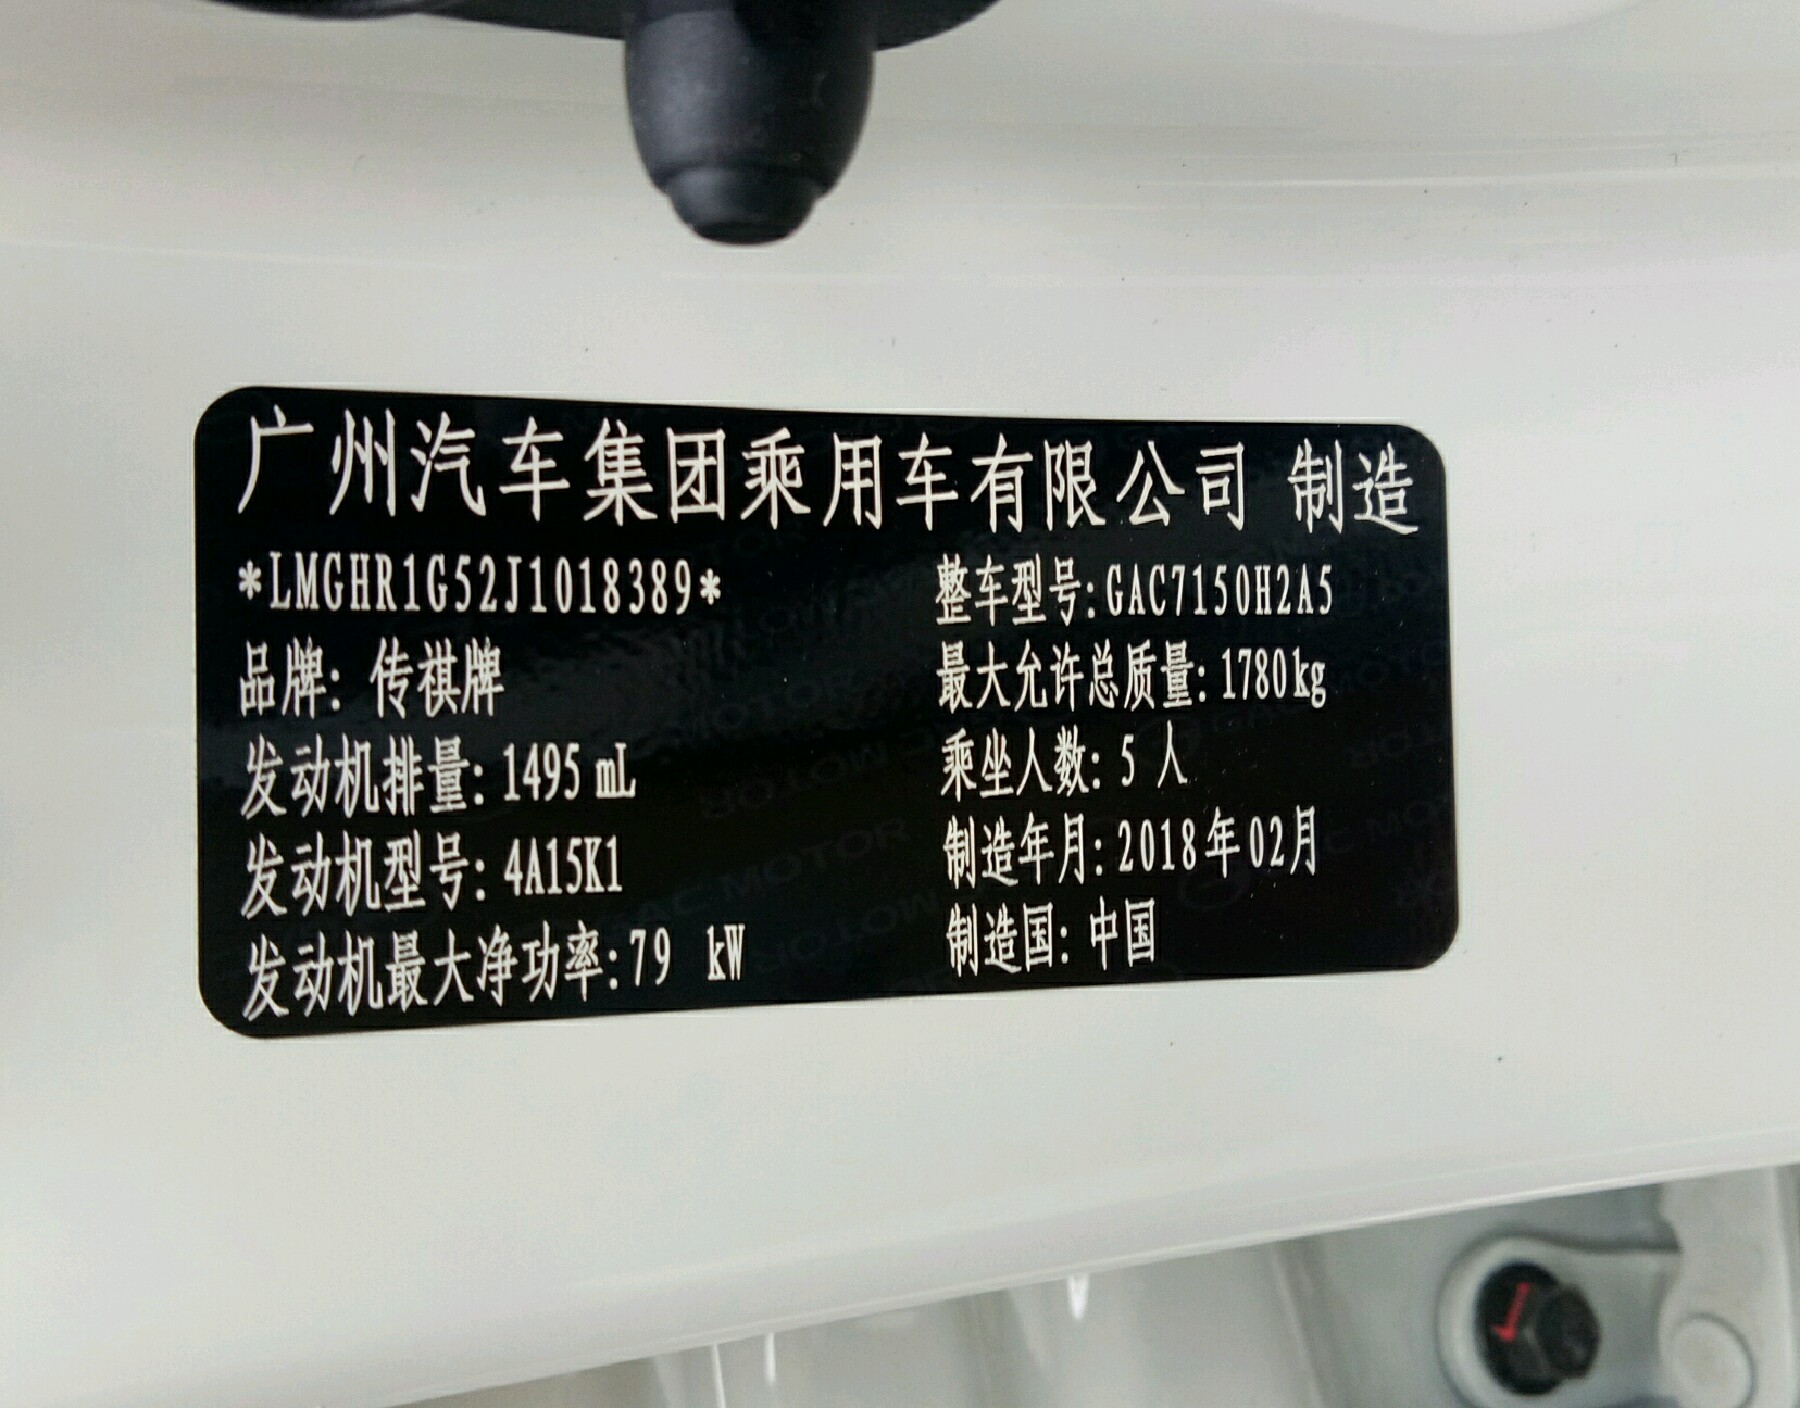 广州汽车集团乘用车有限公司 制造
*LMGHR1G52J1018389*
整车型号:GAC7150H2A5
品牌: 传祺牌
最大允许总质量: 1780kg
发动机排量: 1495 mL
乘坐人数: 5 人
发动机型号: 4A15K1
制造年月: 2018年02月
发动机最大净功率:79 kW
制造国: 中国